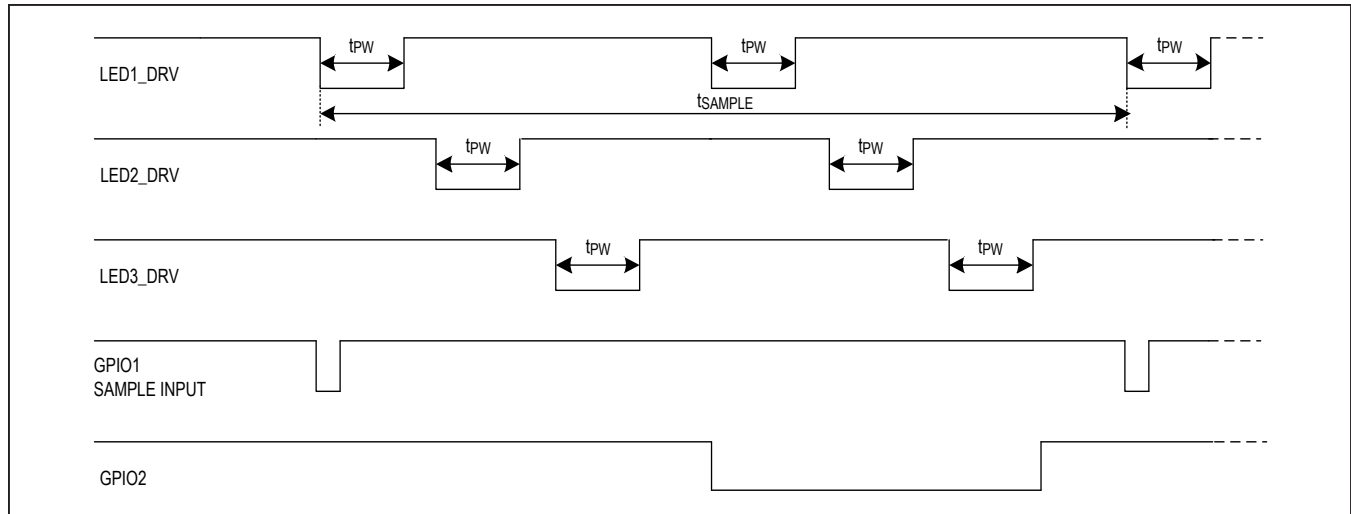 tPW tPW tPW
LED1_DRV
tSAMPLE
tPW tPW
LED2_DRV
tPW tPW
LED3_DRV
GPIO1
SAMPLE INPUT
GPIO2